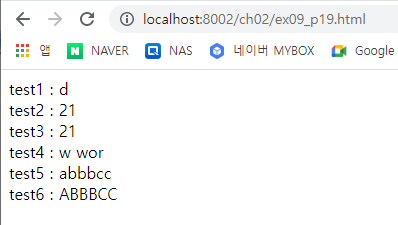 localhost:8002/ch02/ex09_p19.html
앱 NAVER NAS 네이버 MYBOX Google
test1 : d
test2 : 21
test3 : 21
test4 : w wor
test5 : abbbcc
test6 : ABBBCC